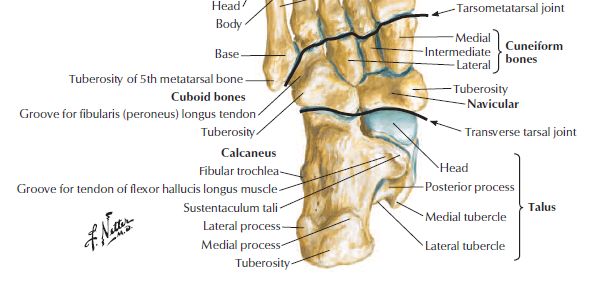 Head
Body
Base
Tuberosity of 5th metatarsal bone
Cuboid bones
Groove for fibularis (peroneus) longus tendon
Tuberosity
Calcaneus
Fibular trochlea
Groove for tendon of flexor hallucis longus muscle
Sustentaculum tali
Lateral process
Medial process
Tuberosity
Tarsometatarsal joint
Medial
Intermediate
Lateral
Cuneiform
bones
Tuberosity
Navicular
Transverse tarsal joint
Head
Posterior process
Medial tubercle
Lateral tubercle
Talus
F. Netter
M.D.